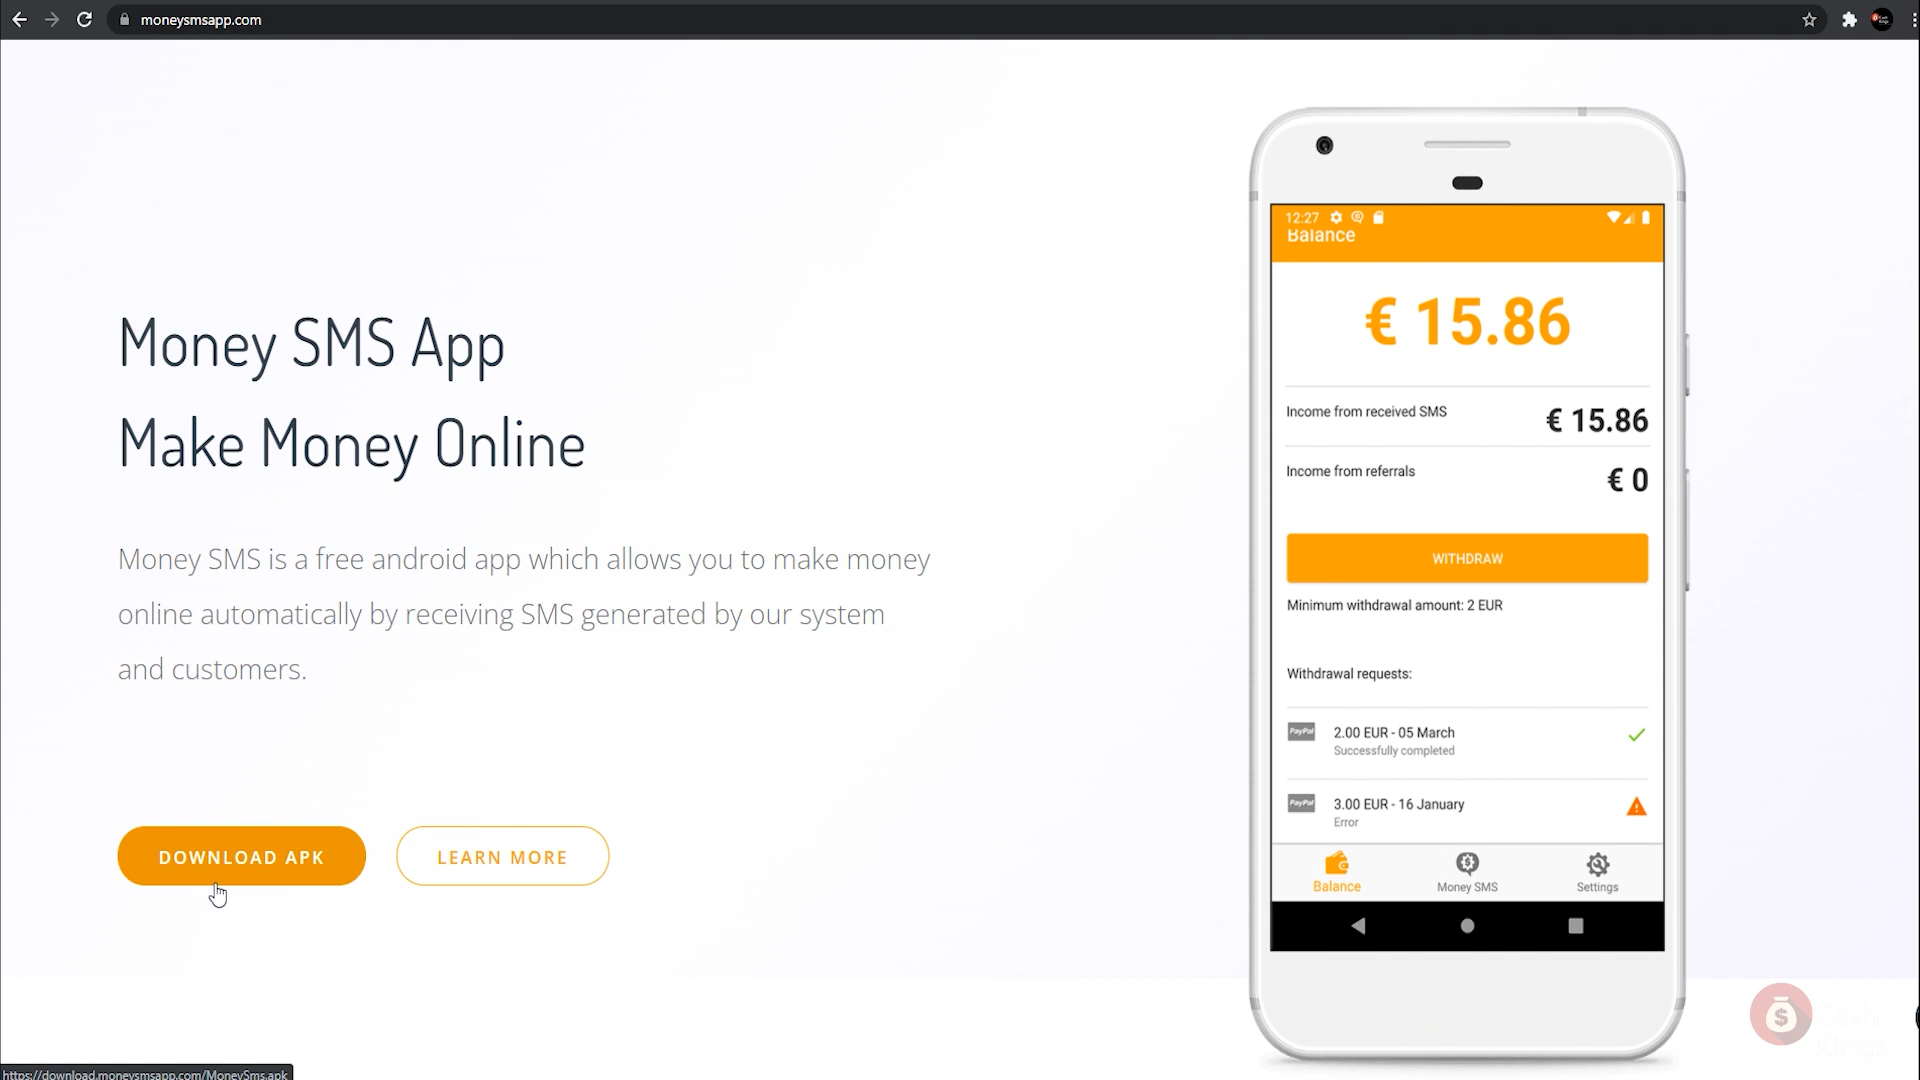 moneysmsapp.com
Money SMS App
Make Money Online
Money SMS is a free android app which allows you to make money
online automatically by receiving SMS generated by our system
and customers.
DOWNLOAD APK
LEARN MORE
12:27
Balance
€ 15.86
Income from received SMS
€ 15.86
Income from referrals
€ 0
WITHDRAW
Minimum withdrawal amount: 2 EUR
Withdrawal requests:
PayPal
2.00 EUR - 05 March
Successfully completed
PayPal
3.00 EUR - 16 January
Error
Balance
Money SMS
Settings
$
https://download.moneysmsapp.com/MoneySms.apk